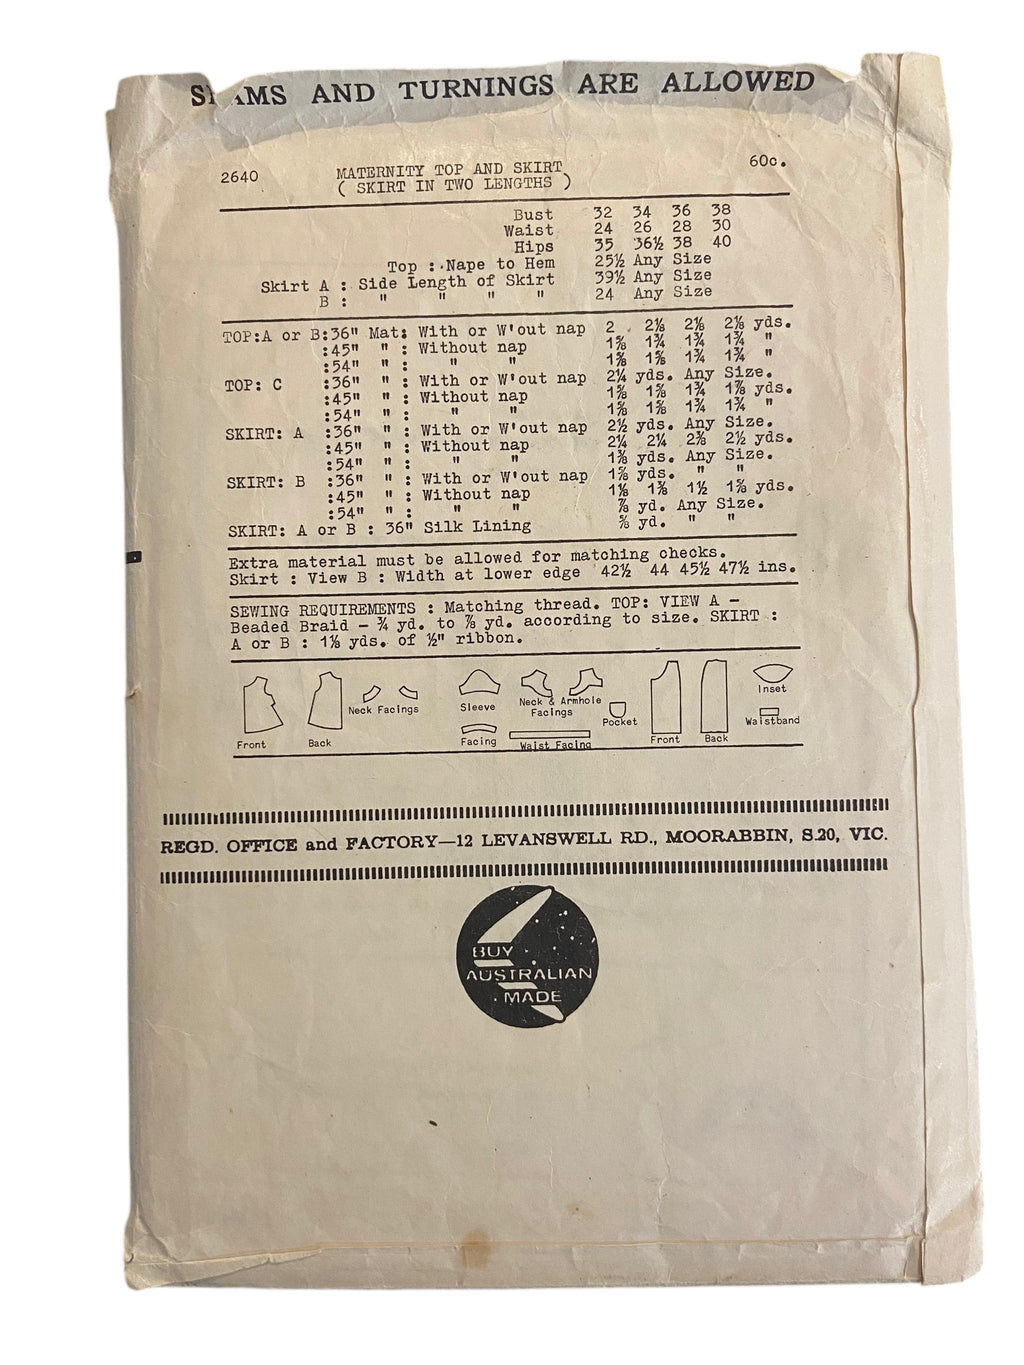 SEAMS AND TURNINGS ARE ALLOWED
2640 MATERNITY TOP AND SKIRT 60c.
( SKIRT IN TWO LENGTHS )
Bust 32 34 36 38
Waist 24 26 28 30
Hips 35 36½ 38 40
Top : Nape to Hem 25½ Any Size
Skirt A : Side Length of Skirt 39½ Any Size
B : " " " " 24 Any Size
TOP:A or B:36" Mat: With or W'out nap 2 2⅛ 2⅛ 2⅛ yds.
:45" " : Without nap 1⅝ 1¾ 1¾ 1¾ "
:54" " : " " 1⅝ 1⅝ 1¾ 1¾ "
TOP: C :36" " : With or W'out nap 2¼ yds. Any Size.
:45" " : Without nap 1⅝ 1⅝ 1¾ 1⅞ yds.
:54" " : " " 1⅝ 1⅝ 1¾ 1¾ "
SKIRT: A :36" " : With or W'out nap 2½ yds. Any Size.
:45" " : Without nap 2¼ 2¼ 2⅜ 2½ yds.
:54" " : " " 1⅜ yds. Any Size.
SKIRT: B :36" " : With or W'out nap 1⅝ yds. " "
:45" " : Without nap 1⅛ 1⅜ 1½ 1⅝ yds.
:54" " : " " ⅞ yd. Any Size.
SKIRT: A or B : 36" Silk Lining ⅝ yd. " "
Extra material must be allowed for matching checks.
Skirt : View B : Width at lower edge 42½ 44 45½ 47½ ins.
SEWING REQUIREMENTS : Matching thread. TOP: VIEW A -
Beaded Braid - ¾ yd. to ⅞ yd. according to size. SKIRT :
A or B : 1⅛ yds. of ½" ribbon.
Front
Back
Neck Facings
Sleeve
Facing
Neck & Armhole
Facings
Waist Facing
Pocket
Front
Back
Inset
Waistband
REGD. OFFICE and FACTORY—12 LEVANSWELL RD., MOORABBIN, S.20, VIC.
BUY
AUSTRALIAN
MADE